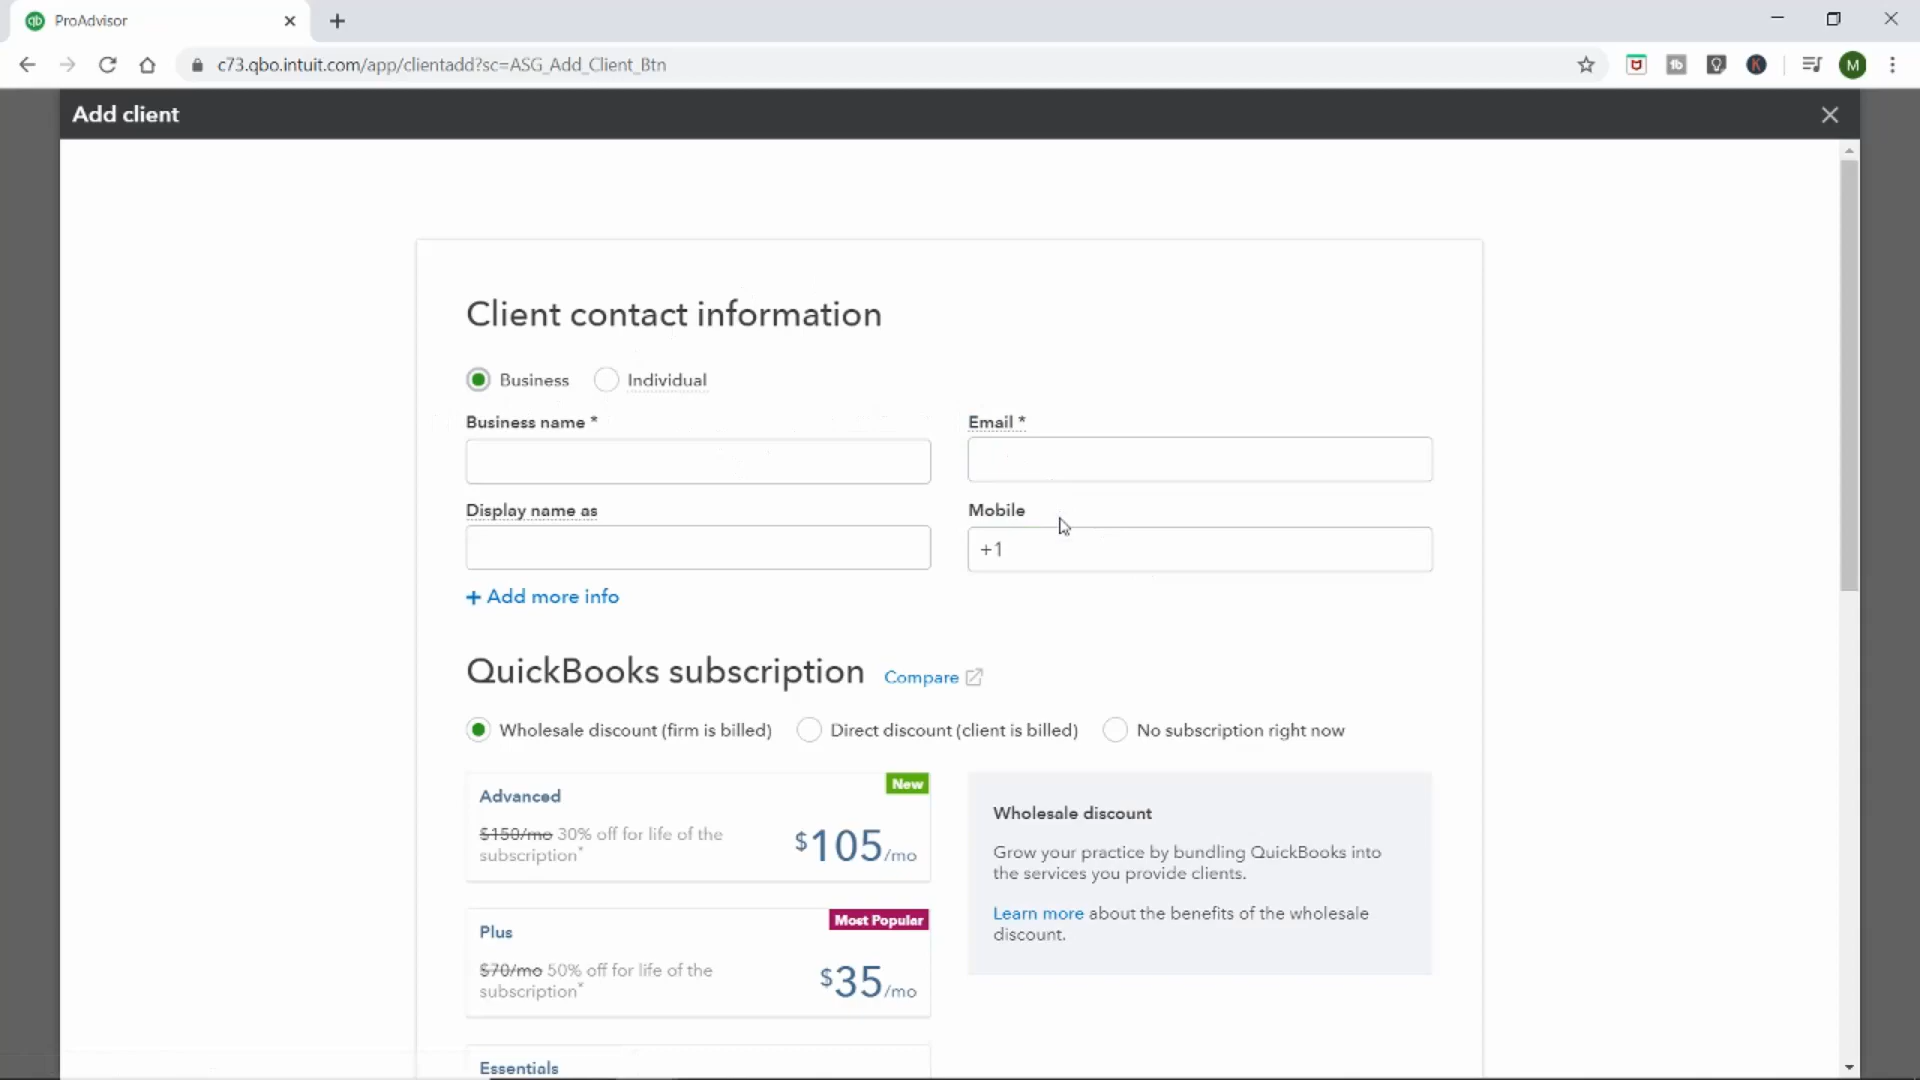 ProAdvisor
c73.qbo.intuit.com/app/clientadd?sc=ASG_Add_Client_Btn
M
Add client
Client contact information
Business Individual
Business name * Email *
Display name as Mobile
+1
+ Add more info
QuickBooks subscription Compare
Wholesale discount (firm is billed) Direct discount (client is billed) No subscription right now
New
Advanced
$150/mo 30% off for life of the
subscription*
$105/mo
Most Popular
Plus
$70/mo 50% off for life of the
subscription*
$35/mo
Essentials
Wholesale discount
Grow your practice by bundling QuickBooks into
the services you provide clients.
Learn more about the benefits of the wholesale
discount.